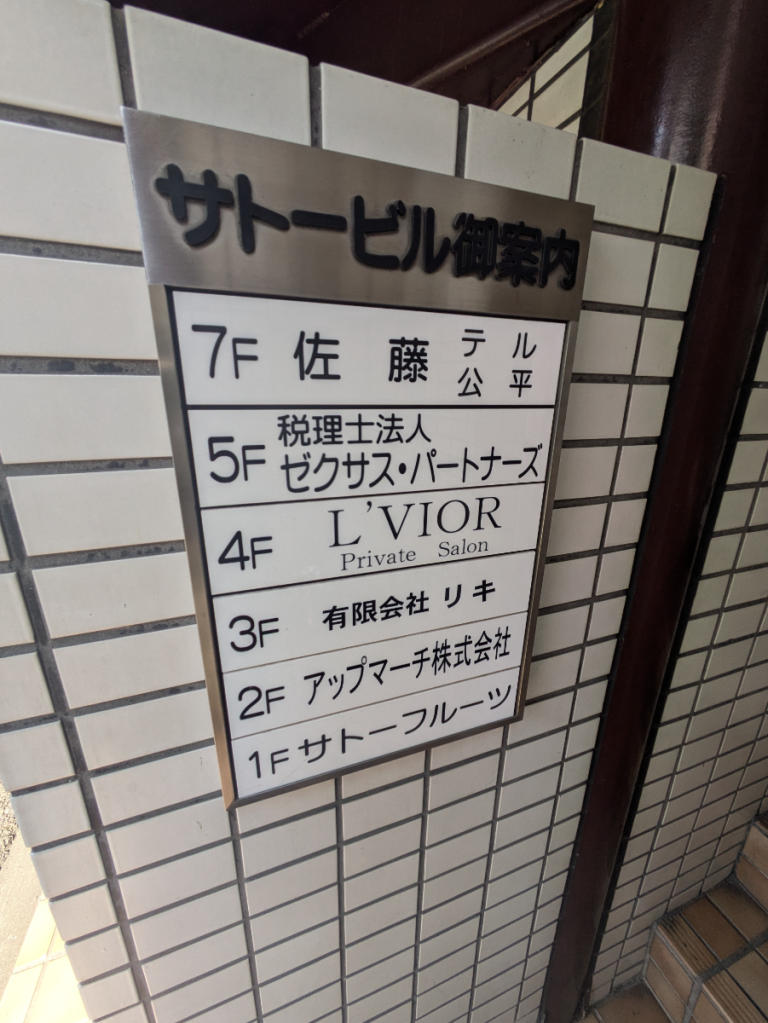 サトービル御案内
7F 佐藤 テル
公平
5F 税理士法人
ゼクサス・パートナーズ
4F L'VIOR
Private Salon
3F 有限会社 リキ
2F アップマーチ株式会社
1F サトーフルーツ